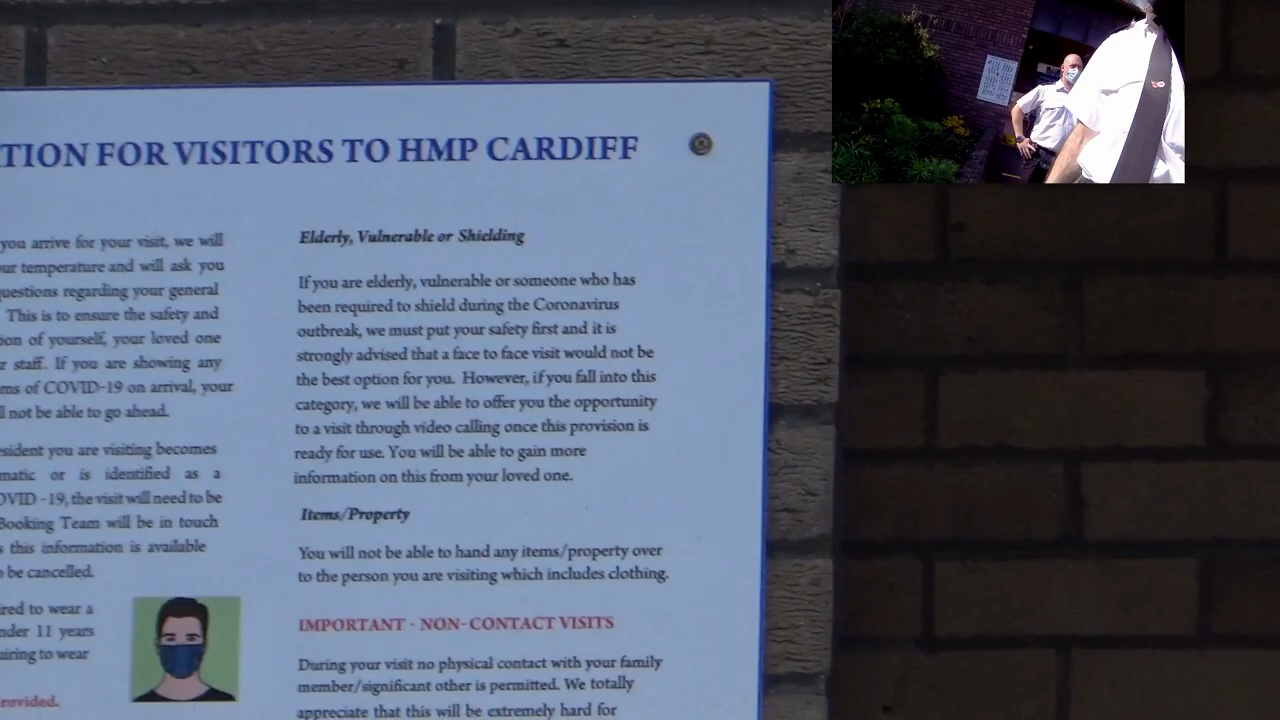 TION FOR VISITORS TO HMP CARDIFF
you arrive for your visit, we will
ur temperature and will ask you
uestions regarding your general
This is to ensure the safety and
ion of yourself, your loved one
r staff. If you are showing any
ms of COVID-19 on arrival, your
l not be able to go ahead.
esident you are visiting becomes
matic or is identified as a
OVID - 19, the visit will need to be
Booking Team will be in touch
s this information is available
o be cancelled.
ired to wear a
nder 11 years
uiring to wear
rovided.
Elderly, Vulnerable or Shielding
If you are elderly, vulnerable or someone who has
been required to shield during the Coronavirus
outbreak, we must put your safety first and it is
strongly advised that a face to face visit would not be
the best option for you. However, if you fall into this
category, we will be able to offer you the opportunity
to a visit through video calling once this provision is
ready for use. You will be able to gain more
information on this from your loved one.
Items/Property
You will not be able to hand any items/property over
to the person you are visiting which includes clothing.
IMPORTANT - NON-CONTACT VISITS
During your visit no physical contact with your family
member/significant other is permitted. We totally
appreciate that this will be extremely hard for